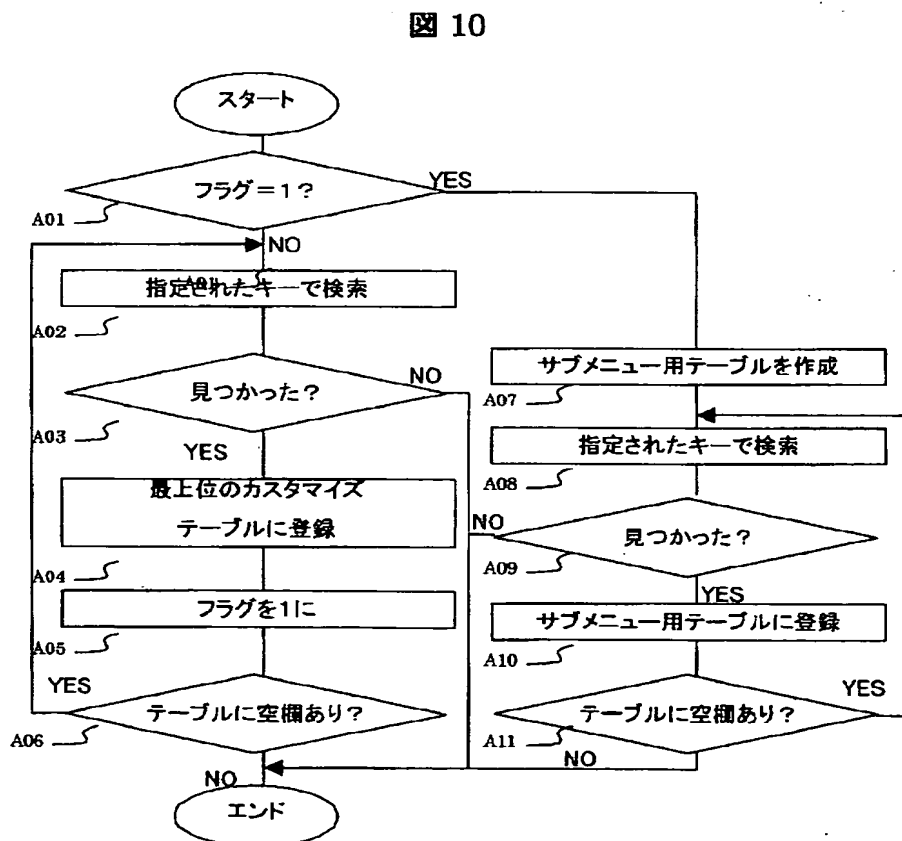 図 10
スタート
フラグ＝1？
YES
A01
NO
A01
指定されたキーで検索
A02
見つかった？
NO
A03
YES
最上位のカスタマイズ
テーブルに登録
A04
フラグを1に
A05
YES
テーブルに空欄あり？
A06
NO
エンド
サブメニュー用テーブルを作成
A07
指定されたキーで検索
A08
NO
見つかった？
A09
YES
サブメニュー用テーブルに登録
A10
YES
テーブルに空欄あり？
A11
NO